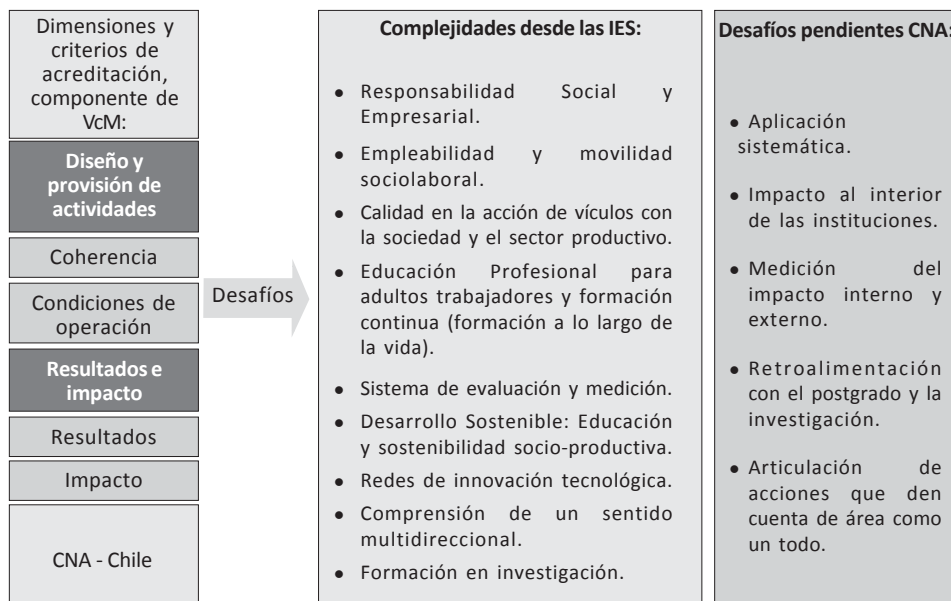 Dimensiones y
criterios de
acreditación,
componente de
VcM:
Diseño y
provisión de
actividades
Coherencia
Condiciones de
operación
Resultados e
impacto
Resultados
Impacto
CNA - Chile
Desafíos
Complejidades desde las IES:
• Responsabilidad Social y
Empresarial.
• Empleabilidad y movilidad
sociolaboral.
• Calidad en la acción de vículos con
la sociedad y el sector productivo.
• Educación Profesional para
adultos trabajadores y formación
continua (formación a lo largo de
la vida).
• Sistema de evaluación y medición.
• Desarrollo Sostenible: Educación
y sostenibilidad socio-productiva.
• Redes de innovación tecnológica.
• Comprensión de un sentido
multidireccional.
• Formación en investigación.
Desafíos pendientes CNA:
• Aplicación
sistemática.
• Impacto al interior
de las instituciones.
• Medición del
impacto interno y
externo.
• Retroalimentación
con el postgrado y la
investigación.
• Articulación de
acciones que den
cuenta de área como
un todo.